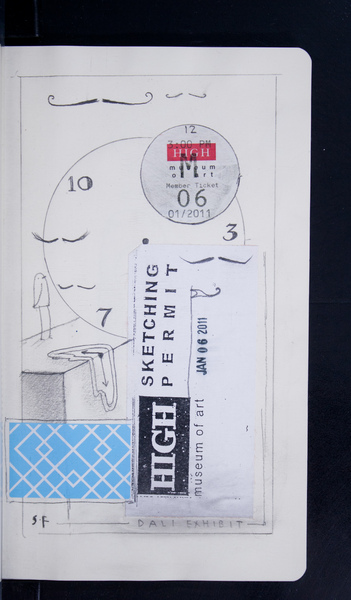 12
3:00 PM
HIGH
M
museum
of art
Member Ticket
06
01/2011
10
3
7
SKETCHING
PERMIT
JAN 06 2011
HIGH
museum of art
S.F
DALI EXHIBIT